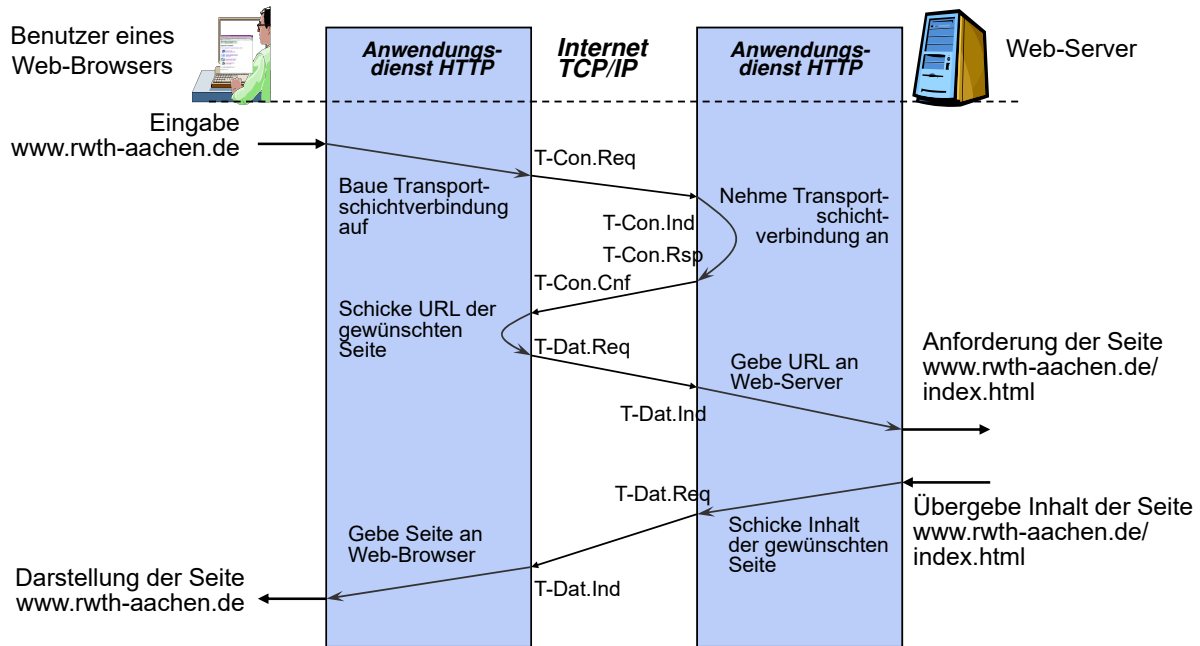 Benutzer eines
Web-Browsers
Anwendungs-
dienst HTTP
Internet
TCP/IP
Anwendungs-
dienst HTTP
Web-Server
Eingabe
www.rwth-aachen.de
T-Con.Req
Baue Transport-
schichtverbindung
auf
Nehme Transport-
schicht-
verbindung an
T-Con.Ind
T-Con.Rsp
T-Con.Cnf
Schicke URL der
gewünschten
Seite
T-Dat.Req
Gebe URL an
Web-Server
Anforderung der Seite
www.rwth-aachen.de/
index.html
T-Dat.Ind
T-Dat.Req
Übergebe Inhalt der Seite
www.rwth-aachen.de/
index.html
Schicke Inhalt
der gewünschten
Seite
Gebe Seite an
Web-Browser
T-Dat.Ind
Darstellung der Seite
www.rwth-aachen.de